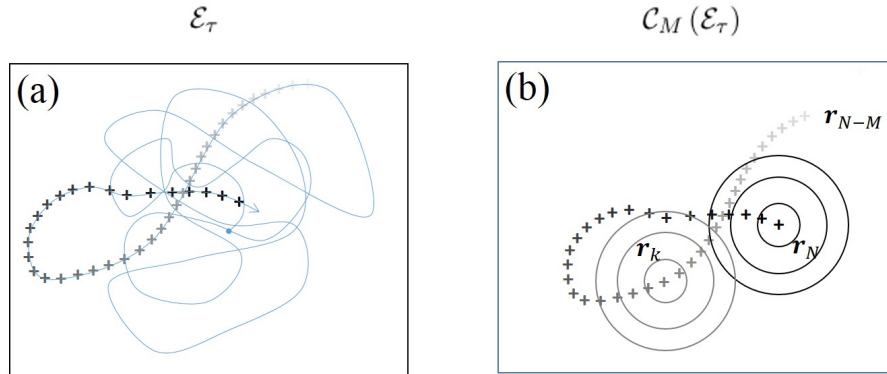 ℰ_τ
𝒞_M (ℰ_τ)
(a)
(b)
r_{N−M}
r_k
r_N